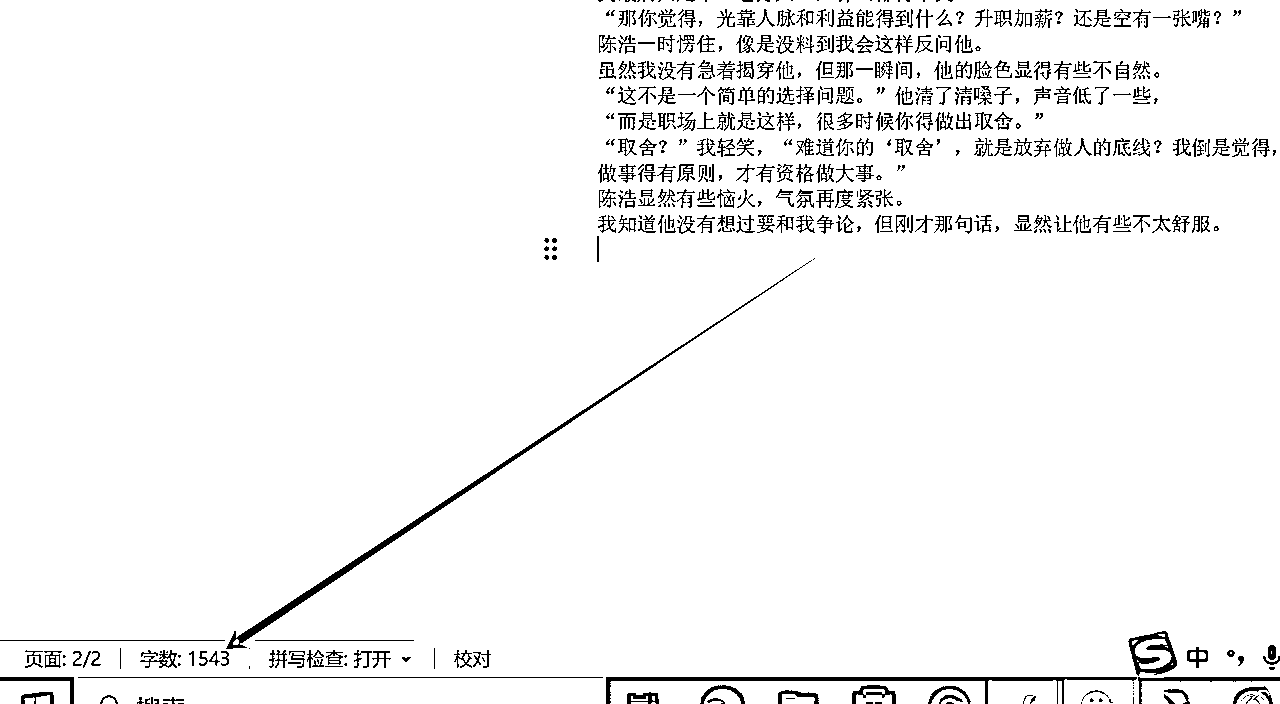 “那你觉得，光靠人脉和利益能得到什么？升职加薪？还是空有一张嘴？”
陈浩一时愣住，像是没料到我会这样反问他。
虽然我没有急着揭穿他，但那一瞬间，他的脸色显得有些不自然。
“这不是一个简单的选择问题。”他清了清嗓子，声音低了一些，
“而是职场上就是这样，很多时候你得做出取舍。”
“取舍？”我轻笑，“难道你的‘取舍’，就是放弃做人的底线？我倒是觉得，
做事得有原则，才有资格做大事。”
陈浩显然有些恼火，气氛再度紧张。
我知道他没有想过要和我争论，但刚才那句话，显然让他有些不太舒服。
页面: 2/2 字数: 1543 拼写检查: 打开 校对
S 中 °，